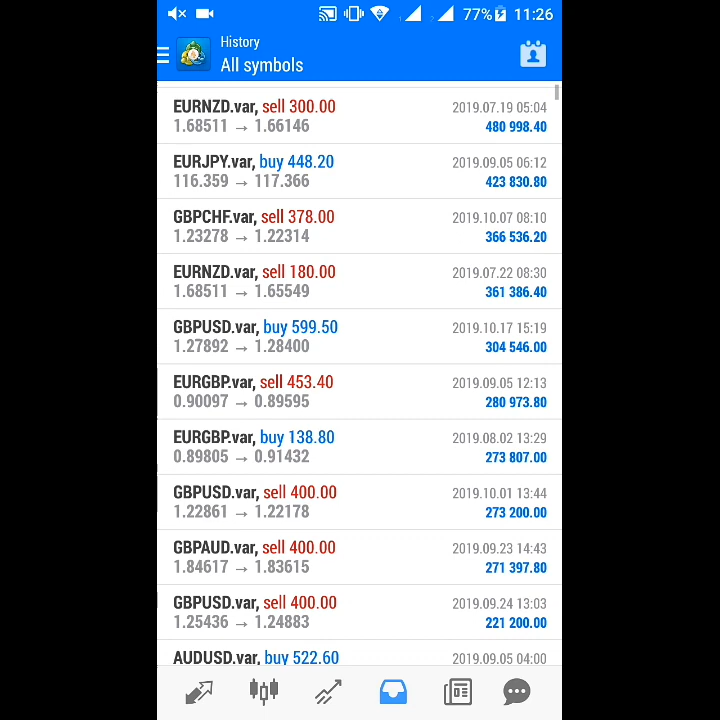 77% 11:26
History
All symbols
EURNZD.var, sell 300.00 2019.07.19 05:04
1.68511 → 1.66146 480 998.40
EURJPY.var, buy 448.20 2019.09.05 06:12
116.359 → 117.366 423 830.80
GBPCHF.var, sell 378.00 2019.10.07 08:10
1.23278 → 1.22314 366 536.20
EURNZD.var, sell 180.00 2019.07.22 08:30
1.68511 → 1.65549 361 386.40
GBPUSD.var, buy 599.50 2019.10.17 15:19
1.27892 → 1.28400 304 546.00
EURGBP.var, sell 453.40 2019.09.05 12:13
0.90097 → 0.89595 280 973.80
EURGBP.var, buy 138.80 2019.08.02 13:29
0.89805 → 0.91432 273 807.00
GBPUSD.var, sell 400.00 2019.10.01 13:44
1.22861 → 1.22178 273 200.00
GBPAUD.var, sell 400.00 2019.09.23 14:43
1.84617 → 1.83615 271 397.80
GBPUSD.var, sell 400.00 2019.09.24 13:03
1.25436 → 1.24883 221 200.00
AUDUSD.var, buy 522.60 2019.09.05 04:00